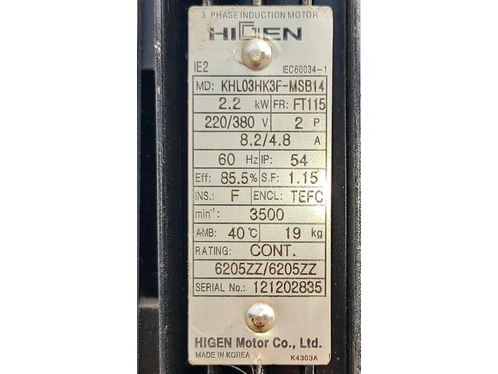 3 PHASE INDUCTION MOTOR
HIGEN
IE2 IEC60034-1
MD: KHL03HK3F-MSB14
2.2 kW FR: FT115
220/380 V 2 P
8.2/4.8 A
60 Hz IP: 54
Eff: 85.5% S.F: 1.15
INS.: F ENCL: TEFC
min⁻¹: 3500
AMB: 40℃ 19 kg
RATING: CONT.
6205ZZ/6205ZZ
SERIAL No.: 121202835
HIGEN Motor Co., Ltd.
MADE IN KOREA K4303A